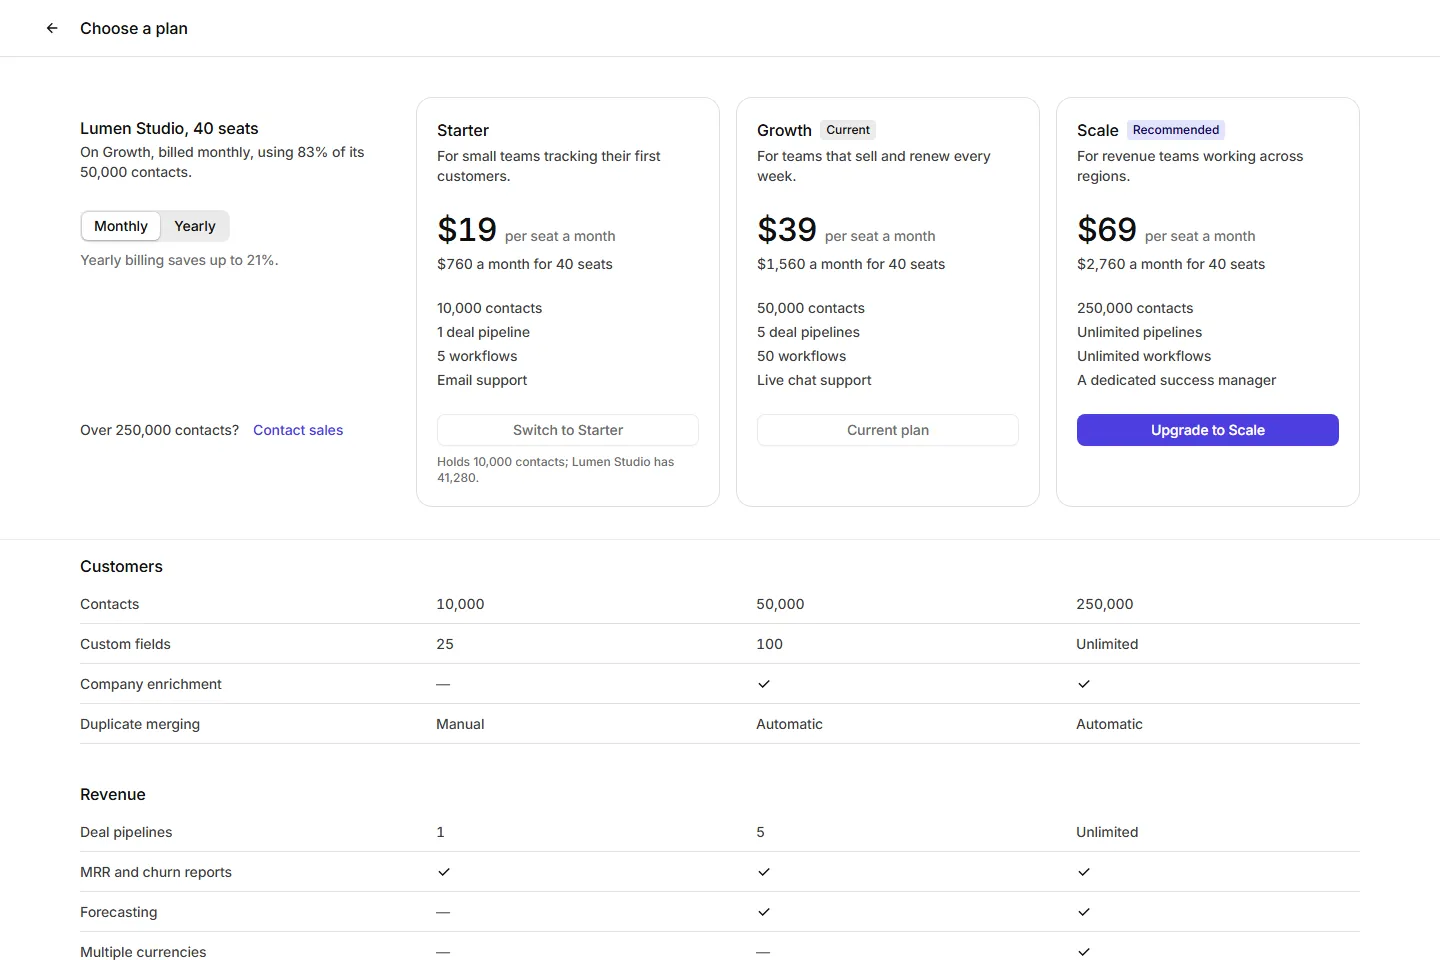 Choose a plan
Lumen Studio, 40 seats
On Growth, billed monthly, using 83% of its
50,000 contacts.
Monthly
Yearly
Yearly billing saves up to 21%.
Over 250,000 contacts? Contact sales
Starter
For small teams tracking their first
customers.
$19 per seat a month
$760 a month for 40 seats
10,000 contacts
1 deal pipeline
5 workflows
Email support
Switch to Starter
Holds 10,000 contacts; Lumen Studio has
41,280.
Growth Current
For teams that sell and renew every
week.
$39 per seat a month
$1,560 a month for 40 seats
50,000 contacts
5 deal pipelines
50 workflows
Live chat support
Current plan
Scale Recommended
For revenue teams working across
regions.
$69 per seat a month
$2,760 a month for 40 seats
250,000 contacts
Unlimited pipelines
Unlimited workflows
A dedicated success manager
Upgrade to Scale
Customers
Contacts 10,000 50,000 250,000
Custom fields 25 100 Unlimited
Company enrichment — ✓ ✓
Duplicate merging Manual Automatic Automatic
Revenue
Deal pipelines 1 5 Unlimited
MRR and churn reports ✓ ✓ ✓
Forecasting — ✓ ✓
Multiple currencies — — ✓